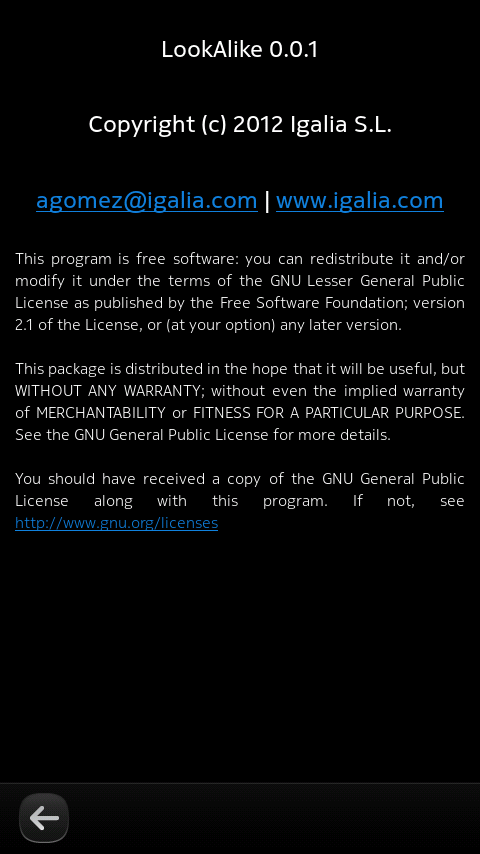 LookAlike 0.0.1
Copyright (c) 2012 Igalia S.L.
agomez@igalia.com | www.igalia.com
This program is free software: you can redistribute it and/or
modify it under the terms of the GNU Lesser General Public
License as published by the Free Software Foundation; version
2.1 of the License, or (at your option) any later version.
This package is distributed in the hope that it will be useful, but
WITHOUT ANY WARRANTY; without even the implied warranty
of MERCHANTABILITY or FITNESS FOR A PARTICULAR PURPOSE.
See the GNU General Public License for more details.
You should have received a copy of the GNU General Public
License along with this program. If not, see
http://www.gnu.org/licenses